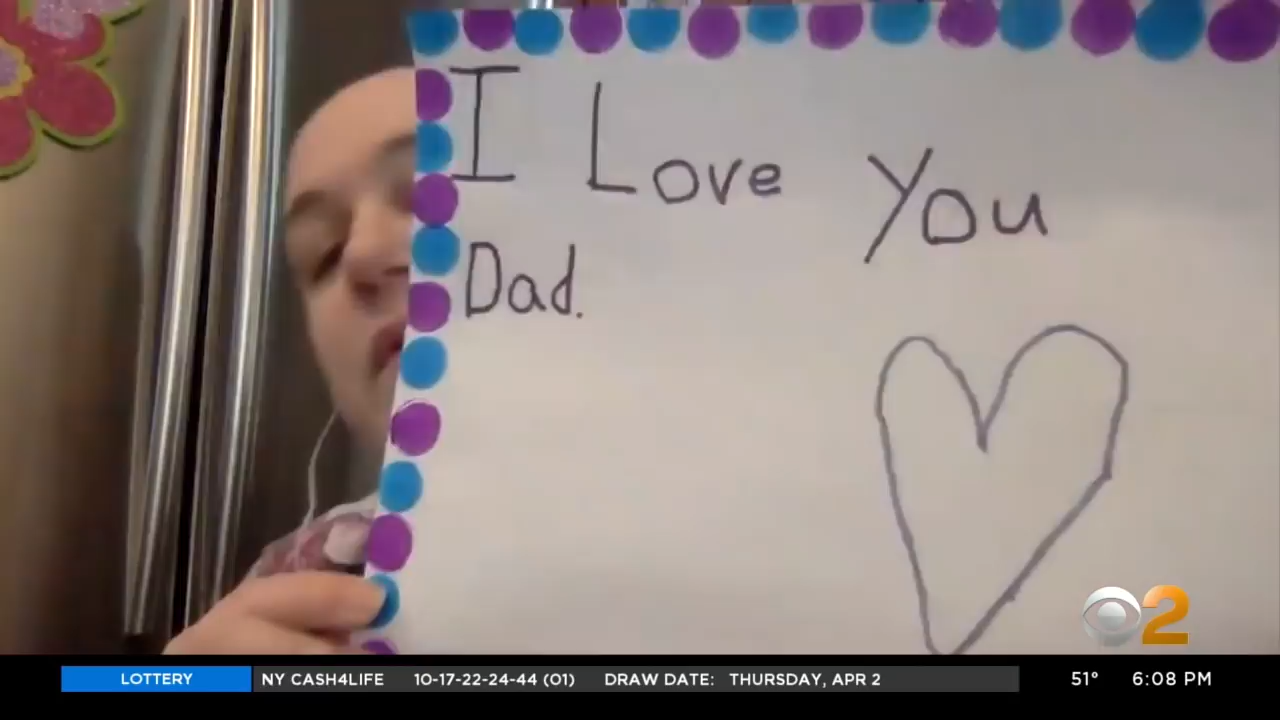 I Love You
Dad.
2
LOTTERY NY CASH4LIFE 10-17-22-24-44 (01) DRAW DATE: THURSDAY, APR 2 51° 6:08 PM